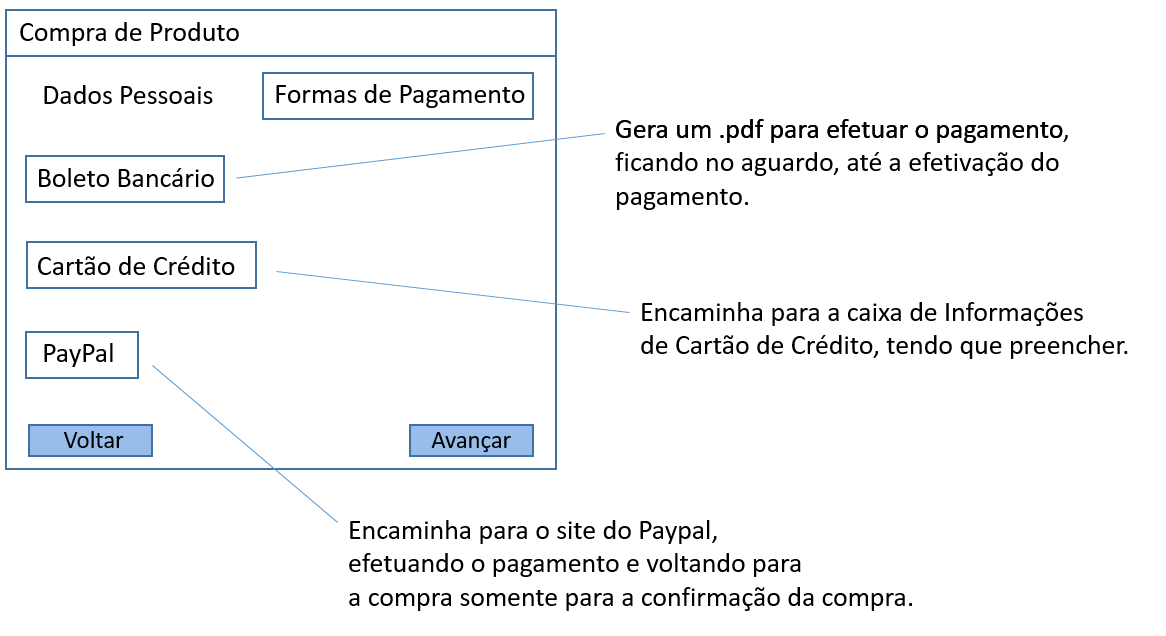 Compra de Produto
Dados Pessoais
Formas de Pagamento
Boleto Bancário
Gera um .pdf para efetuar o pagamento,
ficando no aguardo, até a efetivação do
pagamento.
Cartão de Crédito
Encaminha para a caixa de Informações
de Cartão de Crédito, tendo que preencher.
PayPal
Voltar
Avançar
Encaminha para o site do Paypal,
efetuando o pagamento e voltando para
a compra somente para a confirmação da compra.